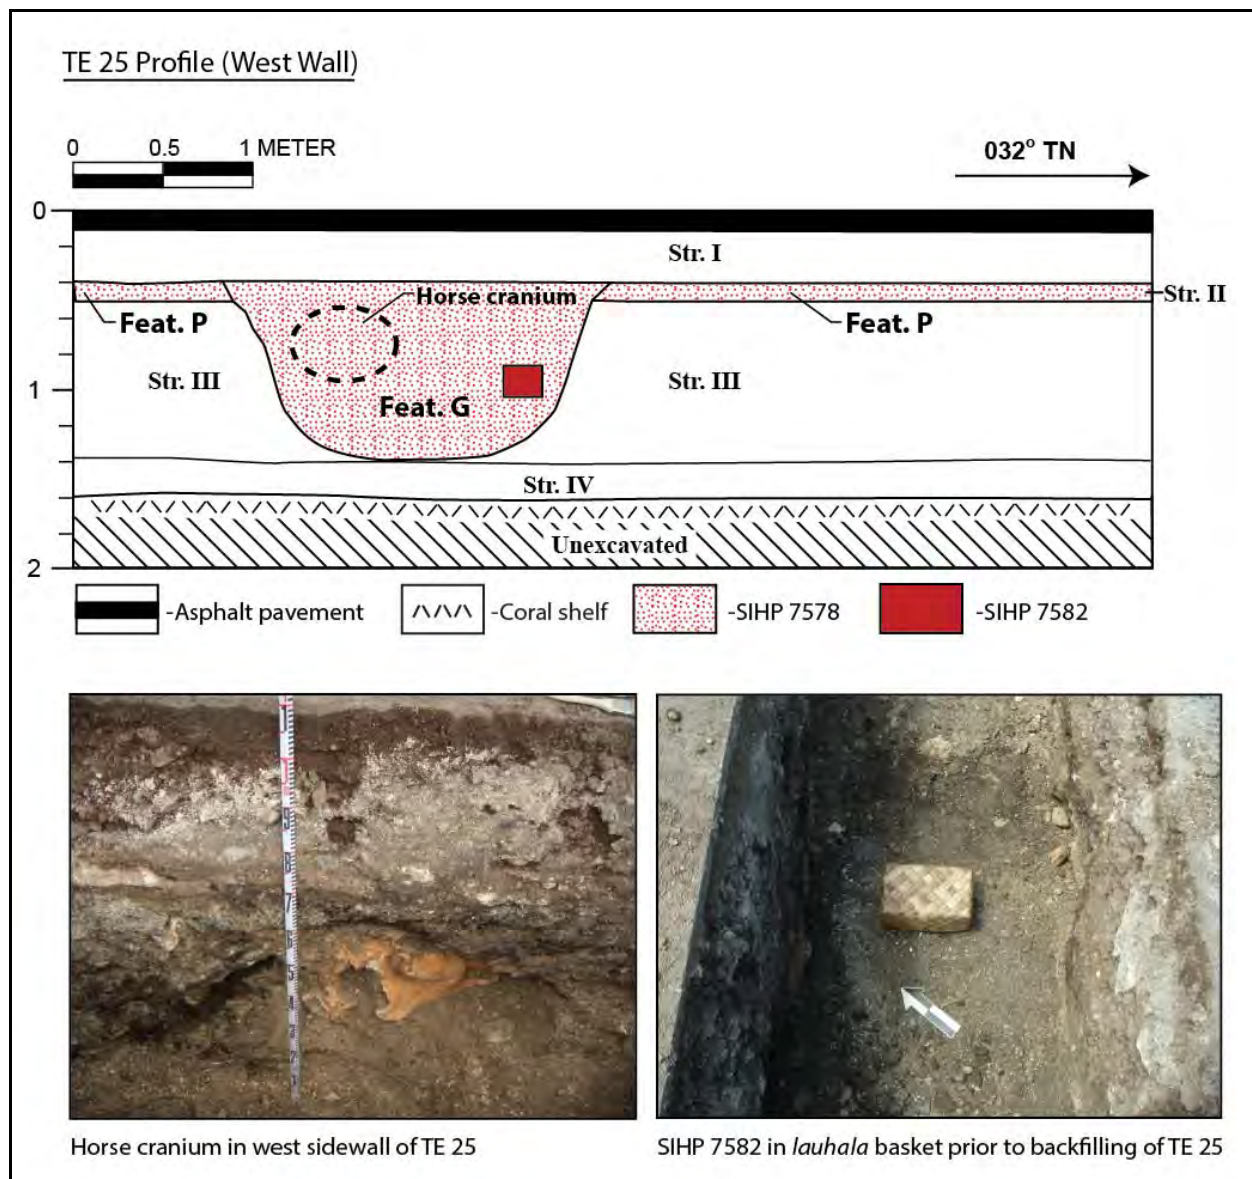 TE 25 Profile (West Wall)
0 0.5 1 METER
032° TN
0
Str. I
Horse cranium
Str. II
Feat. P
Feat. P
Str. III
Str. III
1
Feat. G
Str. IV
Unexcavated
2
-Asphalt pavement -Coral shelf -SIHP 7578 -SIHP 7582
Horse cranium in west sidewall of TE 25
SIHP 7582 in lauhala basket prior to backfilling of TE 25